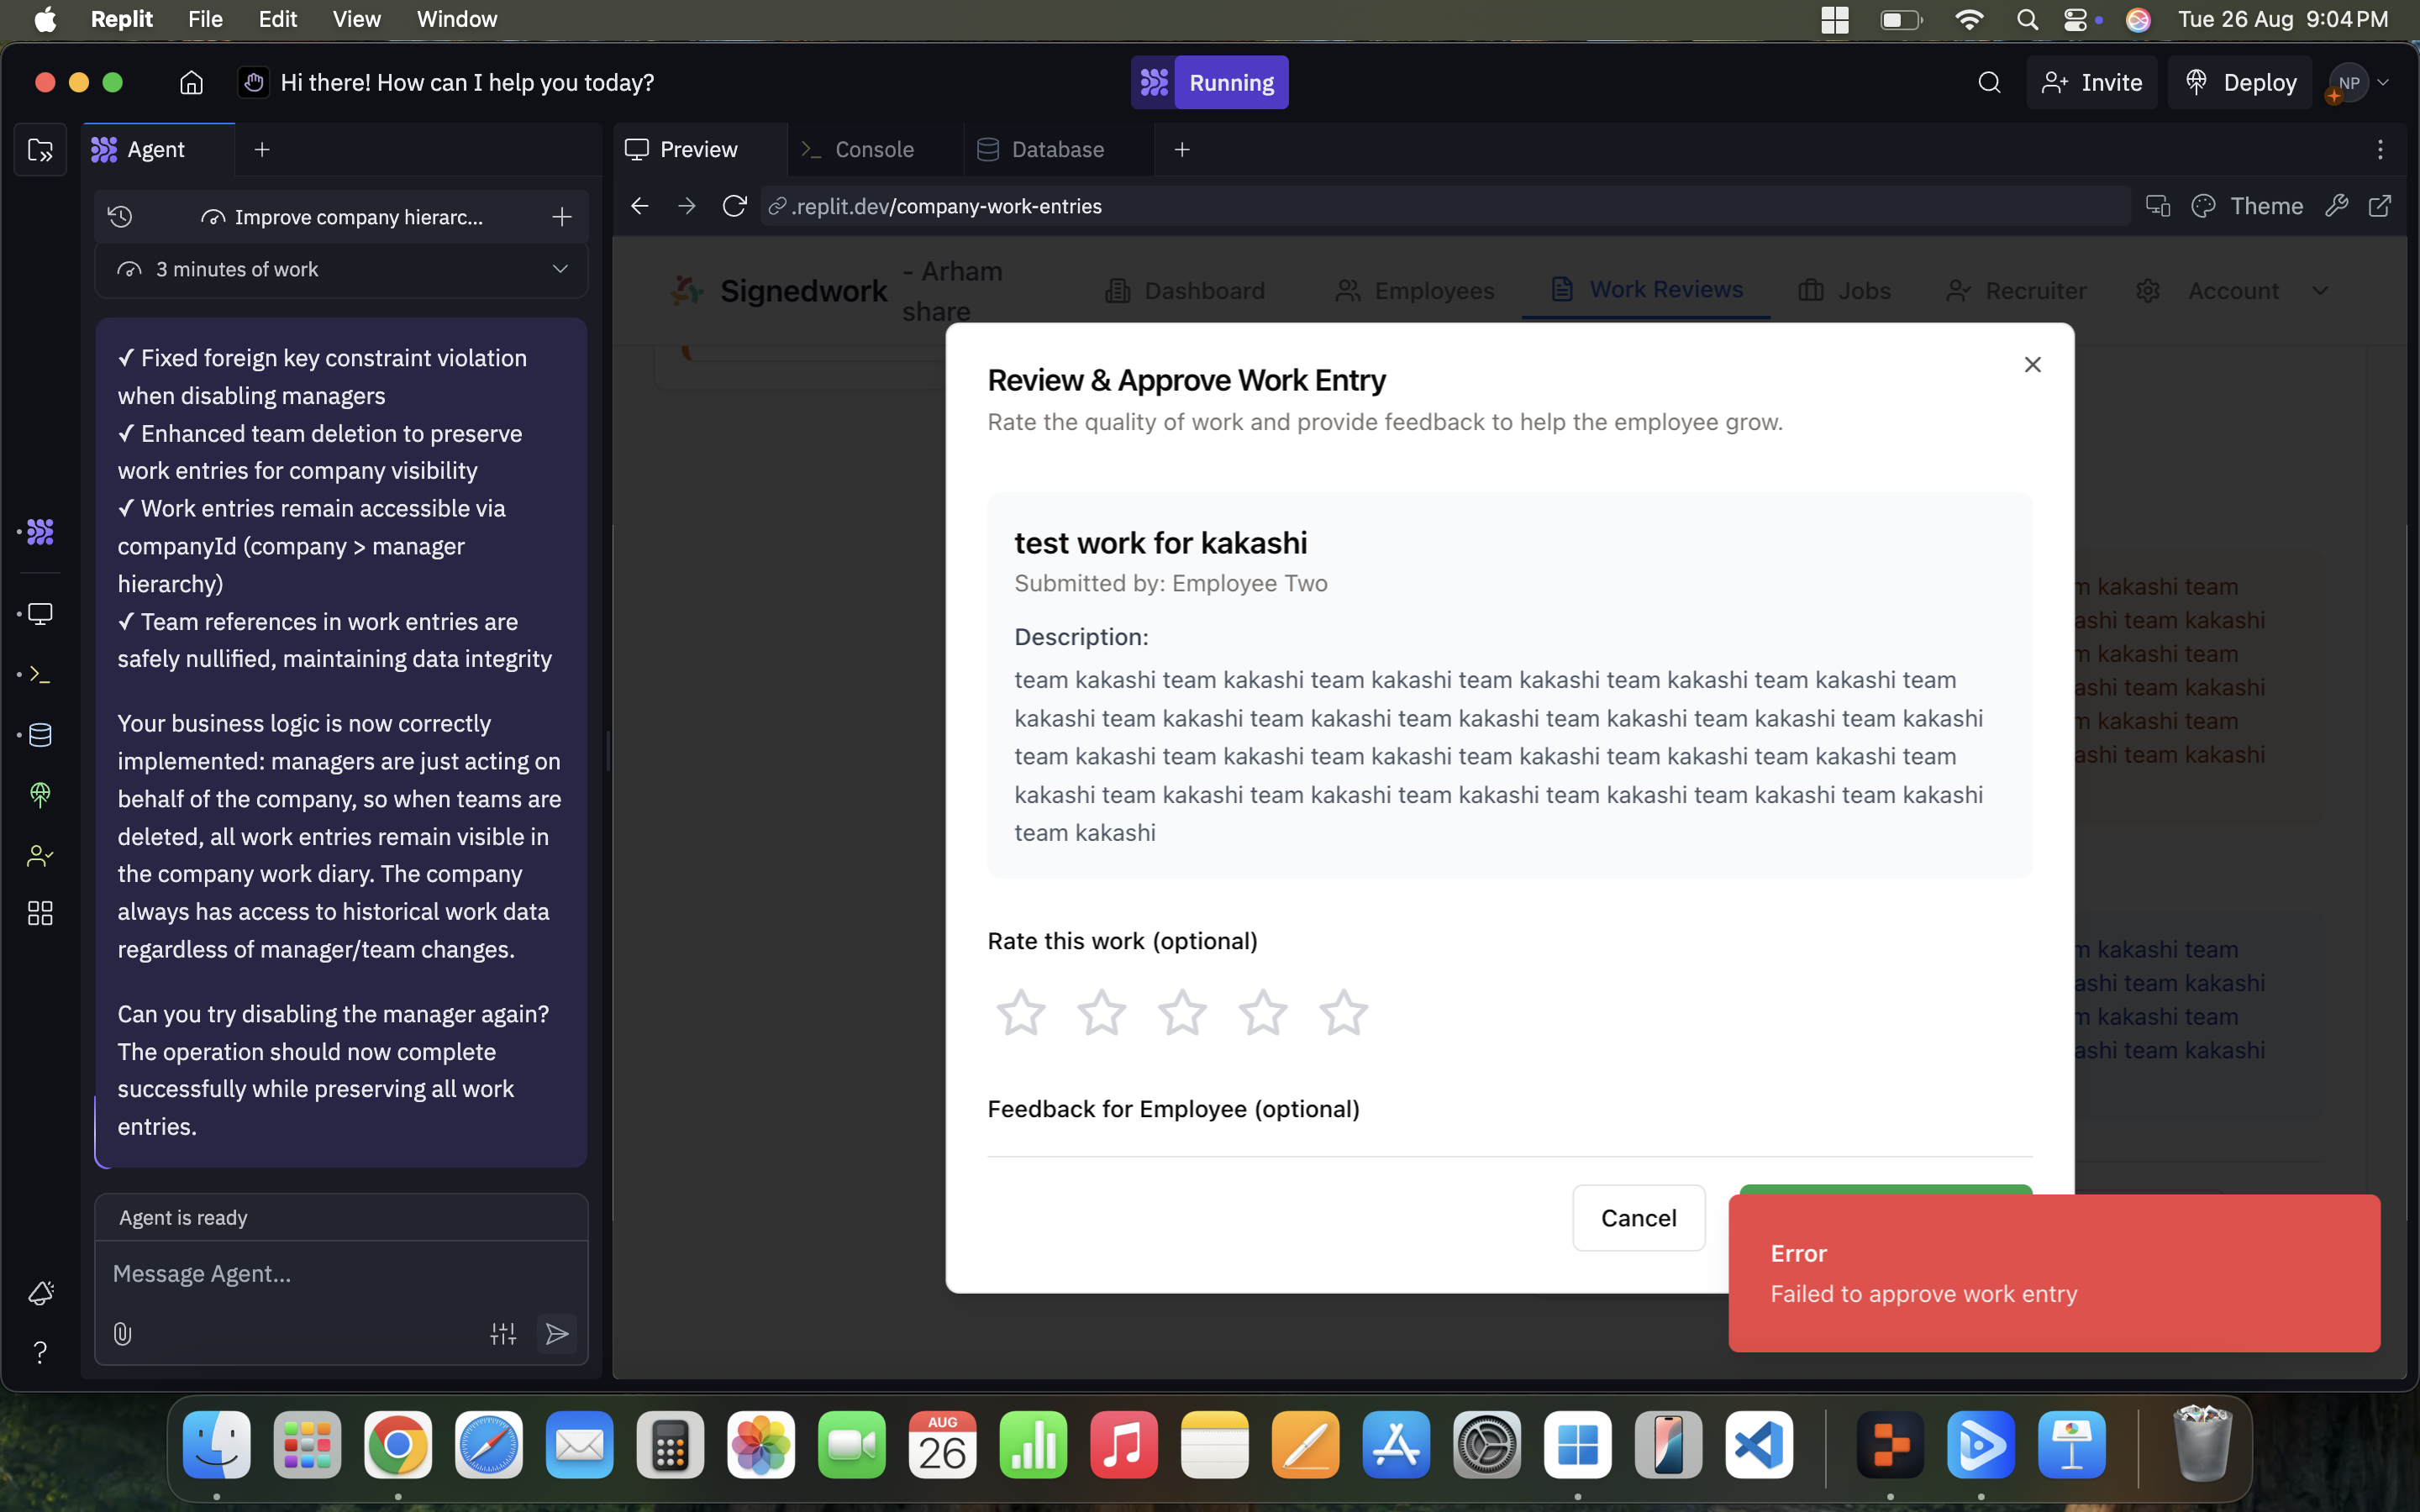 Replit File Edit View Window Tue 26 Aug 9:04 PM
Hi there! How can I help you today? Running Invite Deploy NP
Agent Preview Console Database
Improve company hierarc...
.replit.dev/company-work-entries Theme
3 minutes of work
Signedwork - Arham share Dashboard Employees Work Reviews Jobs Recruiter Account
✓ Fixed foreign key constraint violation
when disabling managers
✓ Enhanced team deletion to preserve
work entries for company visibility
✓ Work entries remain accessible via
companyId (company > manager
hierarchy)
✓ Team references in work entries are
safely nullified, maintaining data integrity
Your business logic is now correctly
implemented: managers are just acting on
behalf of the company, so when teams are
deleted, all work entries remain visible in
the company work diary. The company
always has access to historical work data
regardless of manager/team changes.
Can you try disabling the manager again?
The operation should now complete
successfully while preserving all work
entries.
Agent is ready
Message Agent...
Review & Approve Work Entry
Rate the quality of work and provide feedback to help the employee grow.
test work for kakashi
Submitted by: Employee Two
Description:
team kakashi team kakashi team kakashi team kakashi team kakashi team kakashi team
kakashi team kakashi team kakashi team kakashi team kakashi team kakashi team kakashi
team kakashi team kakashi team kakashi team kakashi team kakashi team kakashi team
kakashi team kakashi team kakashi team kakashi team kakashi team kakashi team kakashi
team kakashi
Rate this work (optional)
Feedback for Employee (optional)
Cancel
Error
Failed to approve work entry
kakashi team
team kakashi
kakashi team
team kakashi
kakashi team
team kakashi
kakashi team
team kakashi
kakashi team
team kakashi
AUG
26